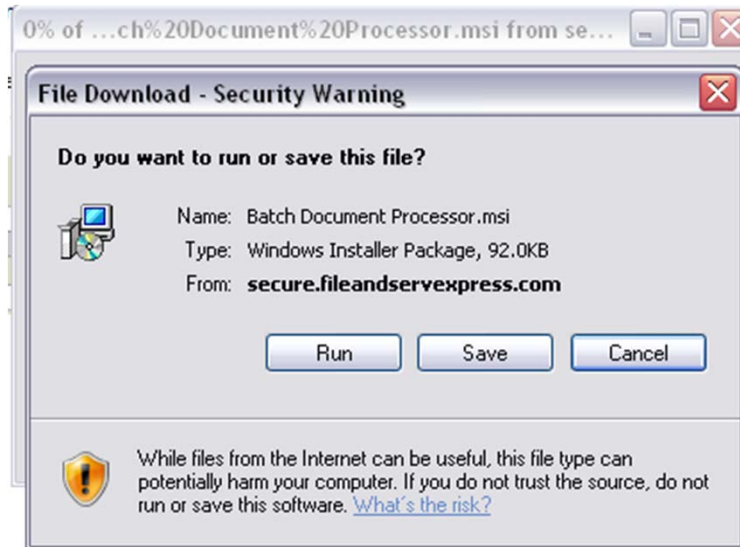 0% of ...ch%20Document%20Processor.msi from se...
File Download - Security Warning
Do you want to run or save this file?
Name: Batch Document Processor.msi
Type: Windows Installer Package, 92.0KB
From: secure.fileandservexpress.com
Run Save Cancel
While files from the Internet can be useful, this file type can
potentially harm your computer. If you do not trust the source, do not
run or save this software. What's the risk?